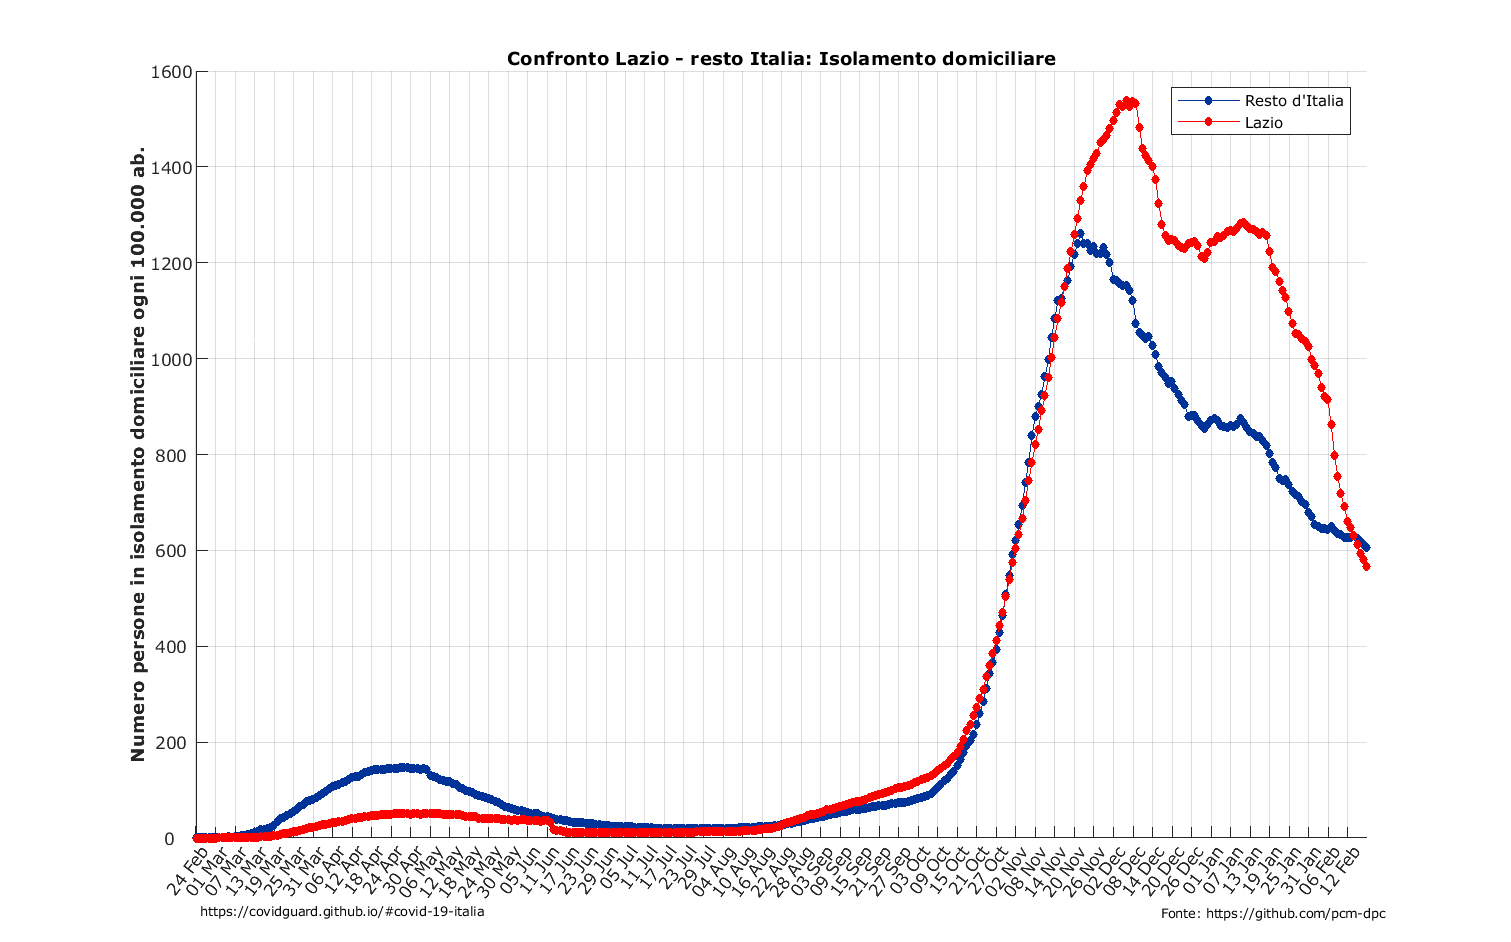 Confronto Lazio - resto Italia: Isolamento domiciliare
Numero persone in isolamento domiciliare ogni 100.000 ab.
1600
1400
1200
1000
800
600
400
200
0
Resto d'Italia
Lazio
24 Feb
01 Mar
07 Mar
13 Mar
19 Mar
25 Mar
31 Mar
06 Apr
12 Apr
18 Apr
24 Apr
30 Apr
06 May
12 May
18 May
24 May
30 May
05 Jun
11 Jun
17 Jun
23 Jun
29 Jun
05 Jul
11 Jul
17 Jul
23 Jul
29 Jul
04 Aug
10 Aug
16 Aug
22 Aug
28 Aug
03 Sep
09 Sep
15 Sep
21 Sep
27 Sep
03 Oct
09 Oct
15 Oct
21 Oct
27 Oct
02 Nov
08 Nov
14 Nov
20 Nov
26 Nov
02 Dec
08 Dec
14 Dec
20 Dec
26 Dec
01 Jan
07 Jan
13 Jan
19 Jan
25 Jan
31 Jan
06 Feb
12 Feb
https://covidguard.github.io/#covid-19-italia
Fonte: https://github.com/pcm-dpc